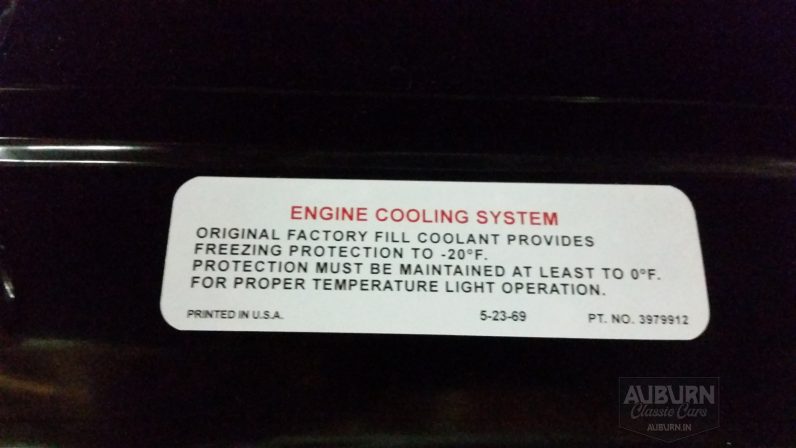 ENGINE COOLING SYSTEM
ORIGINAL FACTORY FILL COOLANT PROVIDES
FREEZING PROTECTION TO -20°F.
PROTECTION MUST BE MAINTAINED AT LEAST TO 0°F.
FOR PROPER TEMPERATURE LIGHT OPERATION.
PRINTED IN U.S.A. 5-23-69 PT. NO. 3979912
AUBURN
Classic Cars
AUBURN.IN